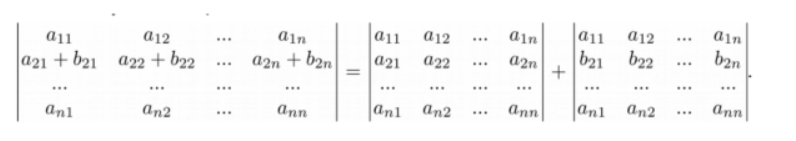 | a₁₁ a₁₂ ... a₁ₙ | = | a₁₁ a₁₂ ... a₁ₙ | + | a₁₁ a₁₂ ... a₁ₙ |
| a₂₁ + b₂₁ a₂₂ + b₂₂ ... a₂ₙ + b₂ₙ | | a₂₁ a₂₂ ... a₂ₙ | | b₂₁ b₂₂ ... b₂ₙ |
| ... ... ... ... | | ... ... ... ... | | ... ... ... ... |
| aₙ₁ aₙ₂ ... aₙₙ | | aₙ₁ aₙ₂ ... aₙₙ | | aₙ₁ aₙ₂ ... aₙₙ |.